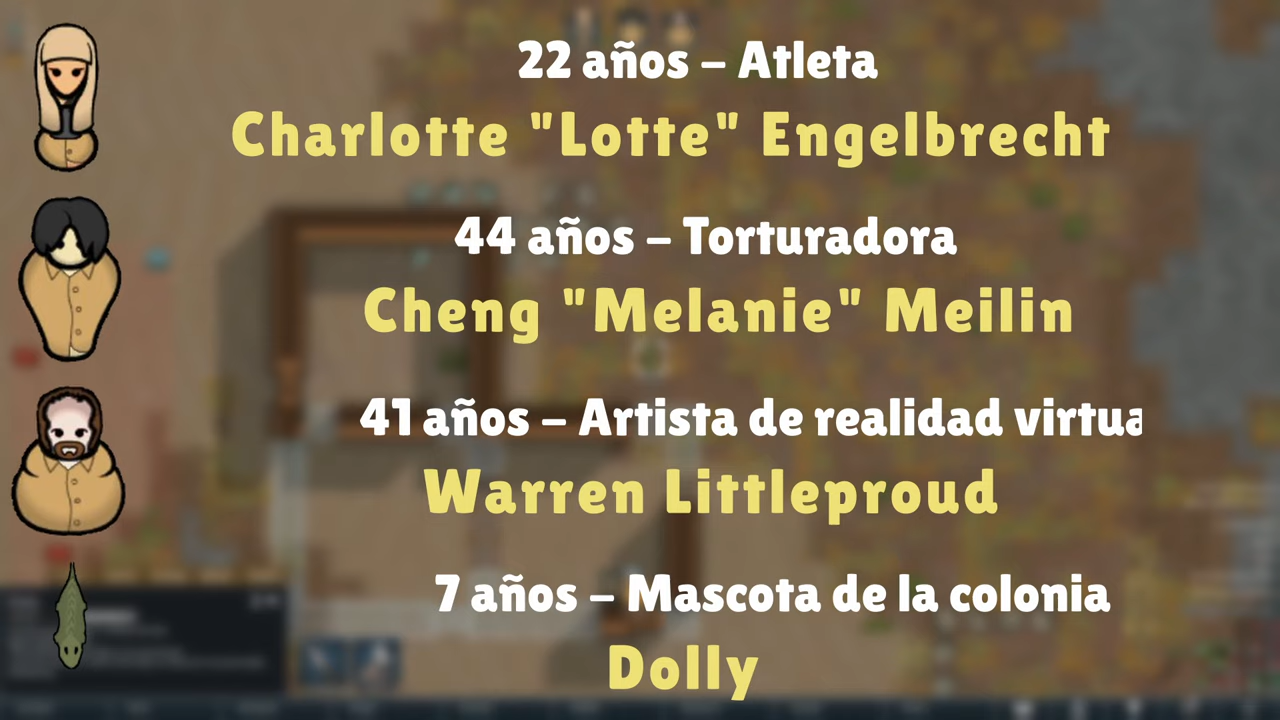 22 años – Atleta
Charlotte "Lotte" Engelbrecht
44 años – Torturadora
Cheng "Melanie" Meilin
41 años – Artista de realidad virtua
Warren Littleproud
7 años – Mascota de la colonia
Dolly